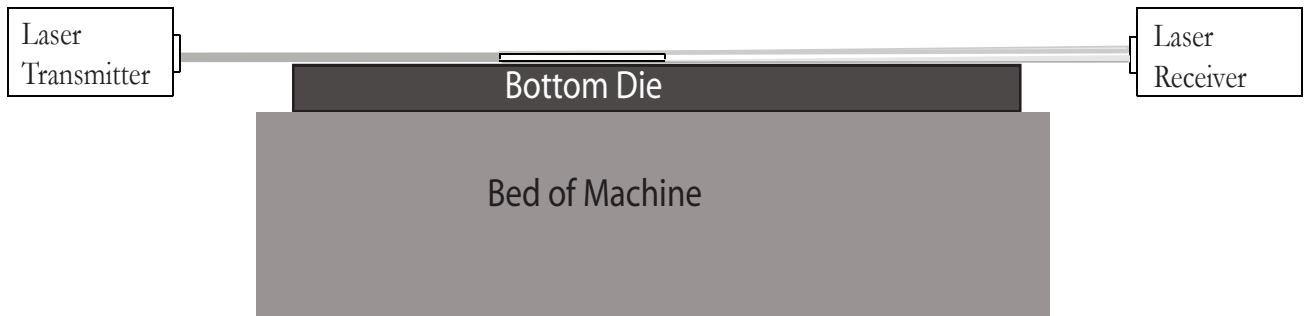 Laser
Transmitter
Laser
Receiver
Bottom Die
Bed of Machine